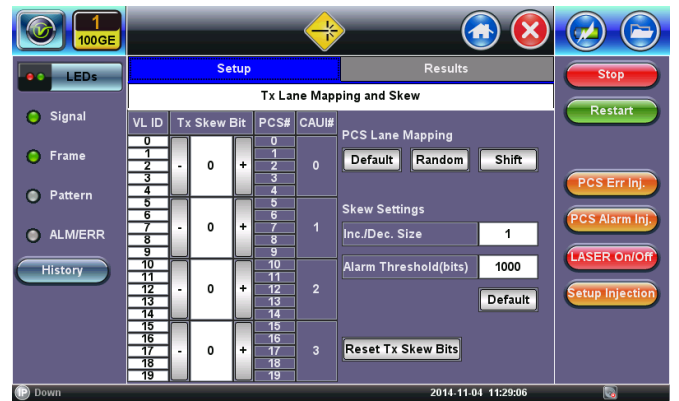 1
100GE
LEDs
Signal
Frame
Pattern
ALM/ERR
History
Setup
Results
Tx Lane Mapping and Skew
VL ID Tx Skew Bit PCS# CAUI#
0 0
1 1
2 - 0 + 2 0
3 3
4 4
5 5
6 6
7 - 0 + 7 1
8 8
9 9
10 10
11 11
12 - 0 + 12 2
13 13
14 14
15 15
16 16
17 - 0 + 17 3
18 18
19 19
PCS Lane Mapping
Default Random Shift
Skew Settings
Inc./Dec. Size 1
Alarm Threshold(bits) 1000
Default
Reset Tx Skew Bits
Stop
Restart
PCS Err Inj.
PCS Alarm Inj.
LASER On/Off
Setup Injection
IP Down
2014-11-04 11:29:06